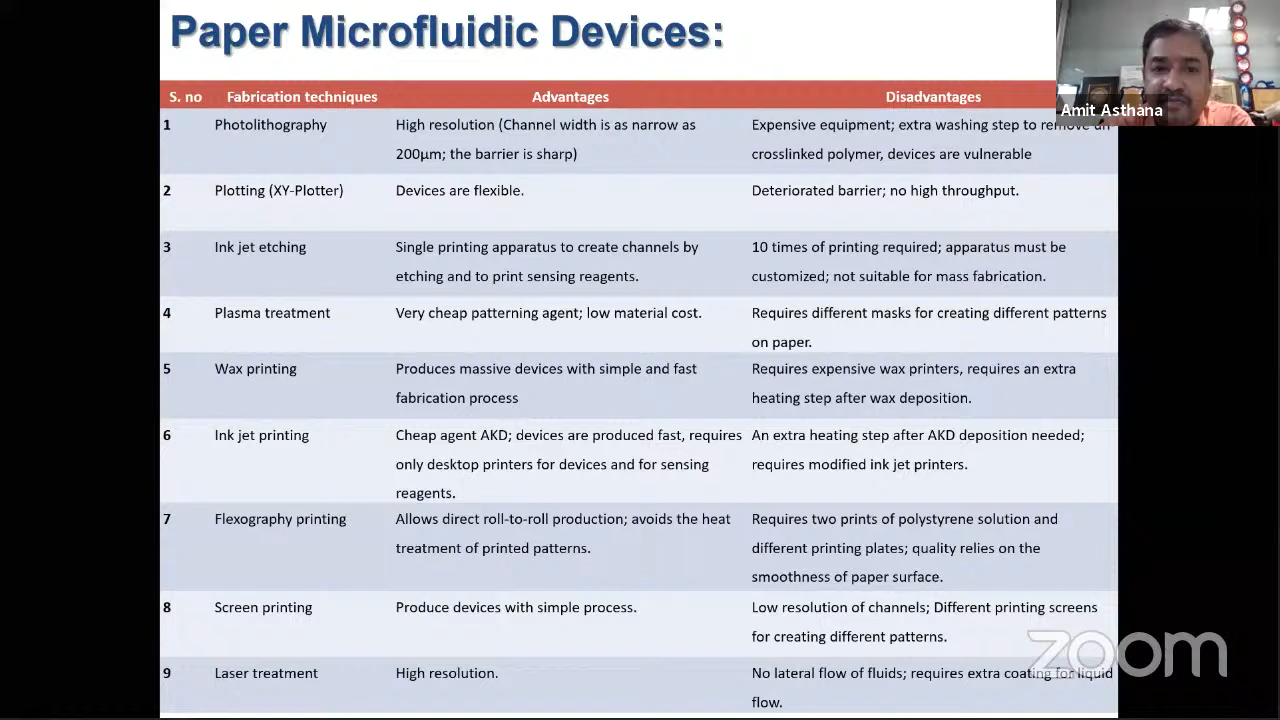 Paper Microfluidic Devices:
Amit Asthana
S. no Fabrication techniques Advantages Disadvantages
1 Photolithography High resolution (Channel width is as narrow as Expensive equipment; extra washing step to remove un
200µm; the barrier is sharp) crosslinked polymer, devices are vulnerable
2 Plotting (XY-Plotter) Devices are flexible. Deteriorated barrier; no high throughput.
3 Ink jet etching Single printing apparatus to create channels by 10 times of printing required; apparatus must be
etching and to print sensing reagents. customized; not suitable for mass fabrication.
4 Plasma treatment Very cheap patterning agent; low material cost. Requires different masks for creating different patterns
on paper.
5 Wax printing Produces massive devices with simple and fast Requires expensive wax printers, requires an extra
fabrication process heating step after wax deposition.
6 Ink jet printing Cheap agent AKD; devices are produced fast, requires An extra heating step after AKD deposition needed;
only desktop printers for devices and for sensing requires modified ink jet printers.
reagents.
7 Flexography printing Allows direct roll-to-roll production; avoids the heat Requires two prints of polystyrene solution and
treatment of printed patterns. different printing plates; quality relies on the
smoothness of paper surface.
8 Screen printing Produce devices with simple process. Low resolution of channels; Different printing screens
for creating different patterns.
zoom
9 Laser treatment High resolution. No lateral flow of fluids; requires extra coating for liquid
flow.